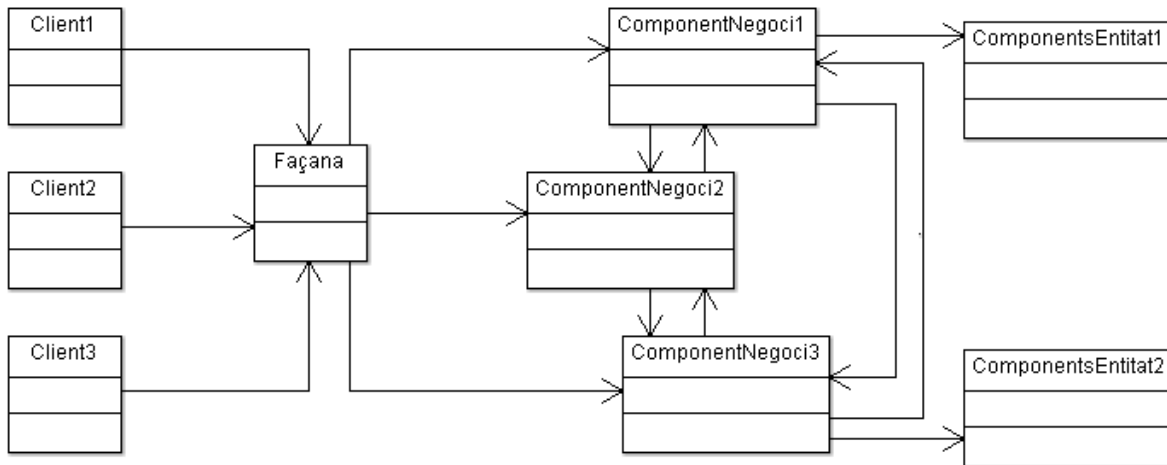 Client1
ComponentNegoci1
ComponentsEntitat1
Façana
Client2
ComponentNegoci2
Client3
ComponentNegoci3
ComponentsEntitat2